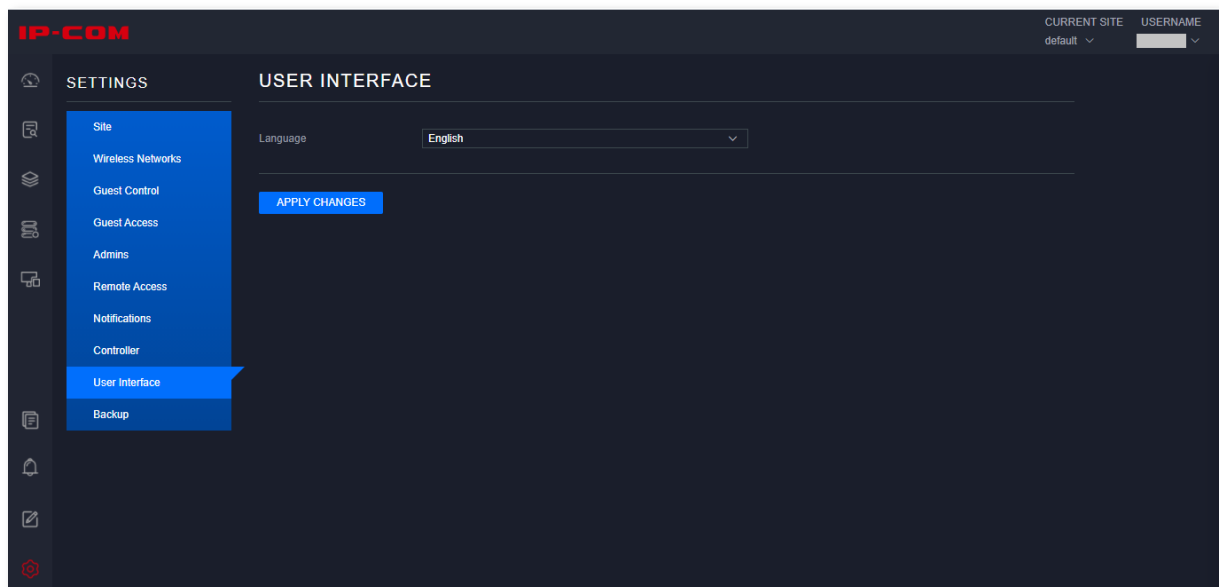 IP-COM
CURRENT SITE USERNAME
default
SETTINGS
Site
Wireless Networks
Guest Control
Guest Access
Admins
Remote Access
Notifications
Controller
User Interface
Backup
USER INTERFACE
Language English
APPLY CHANGES